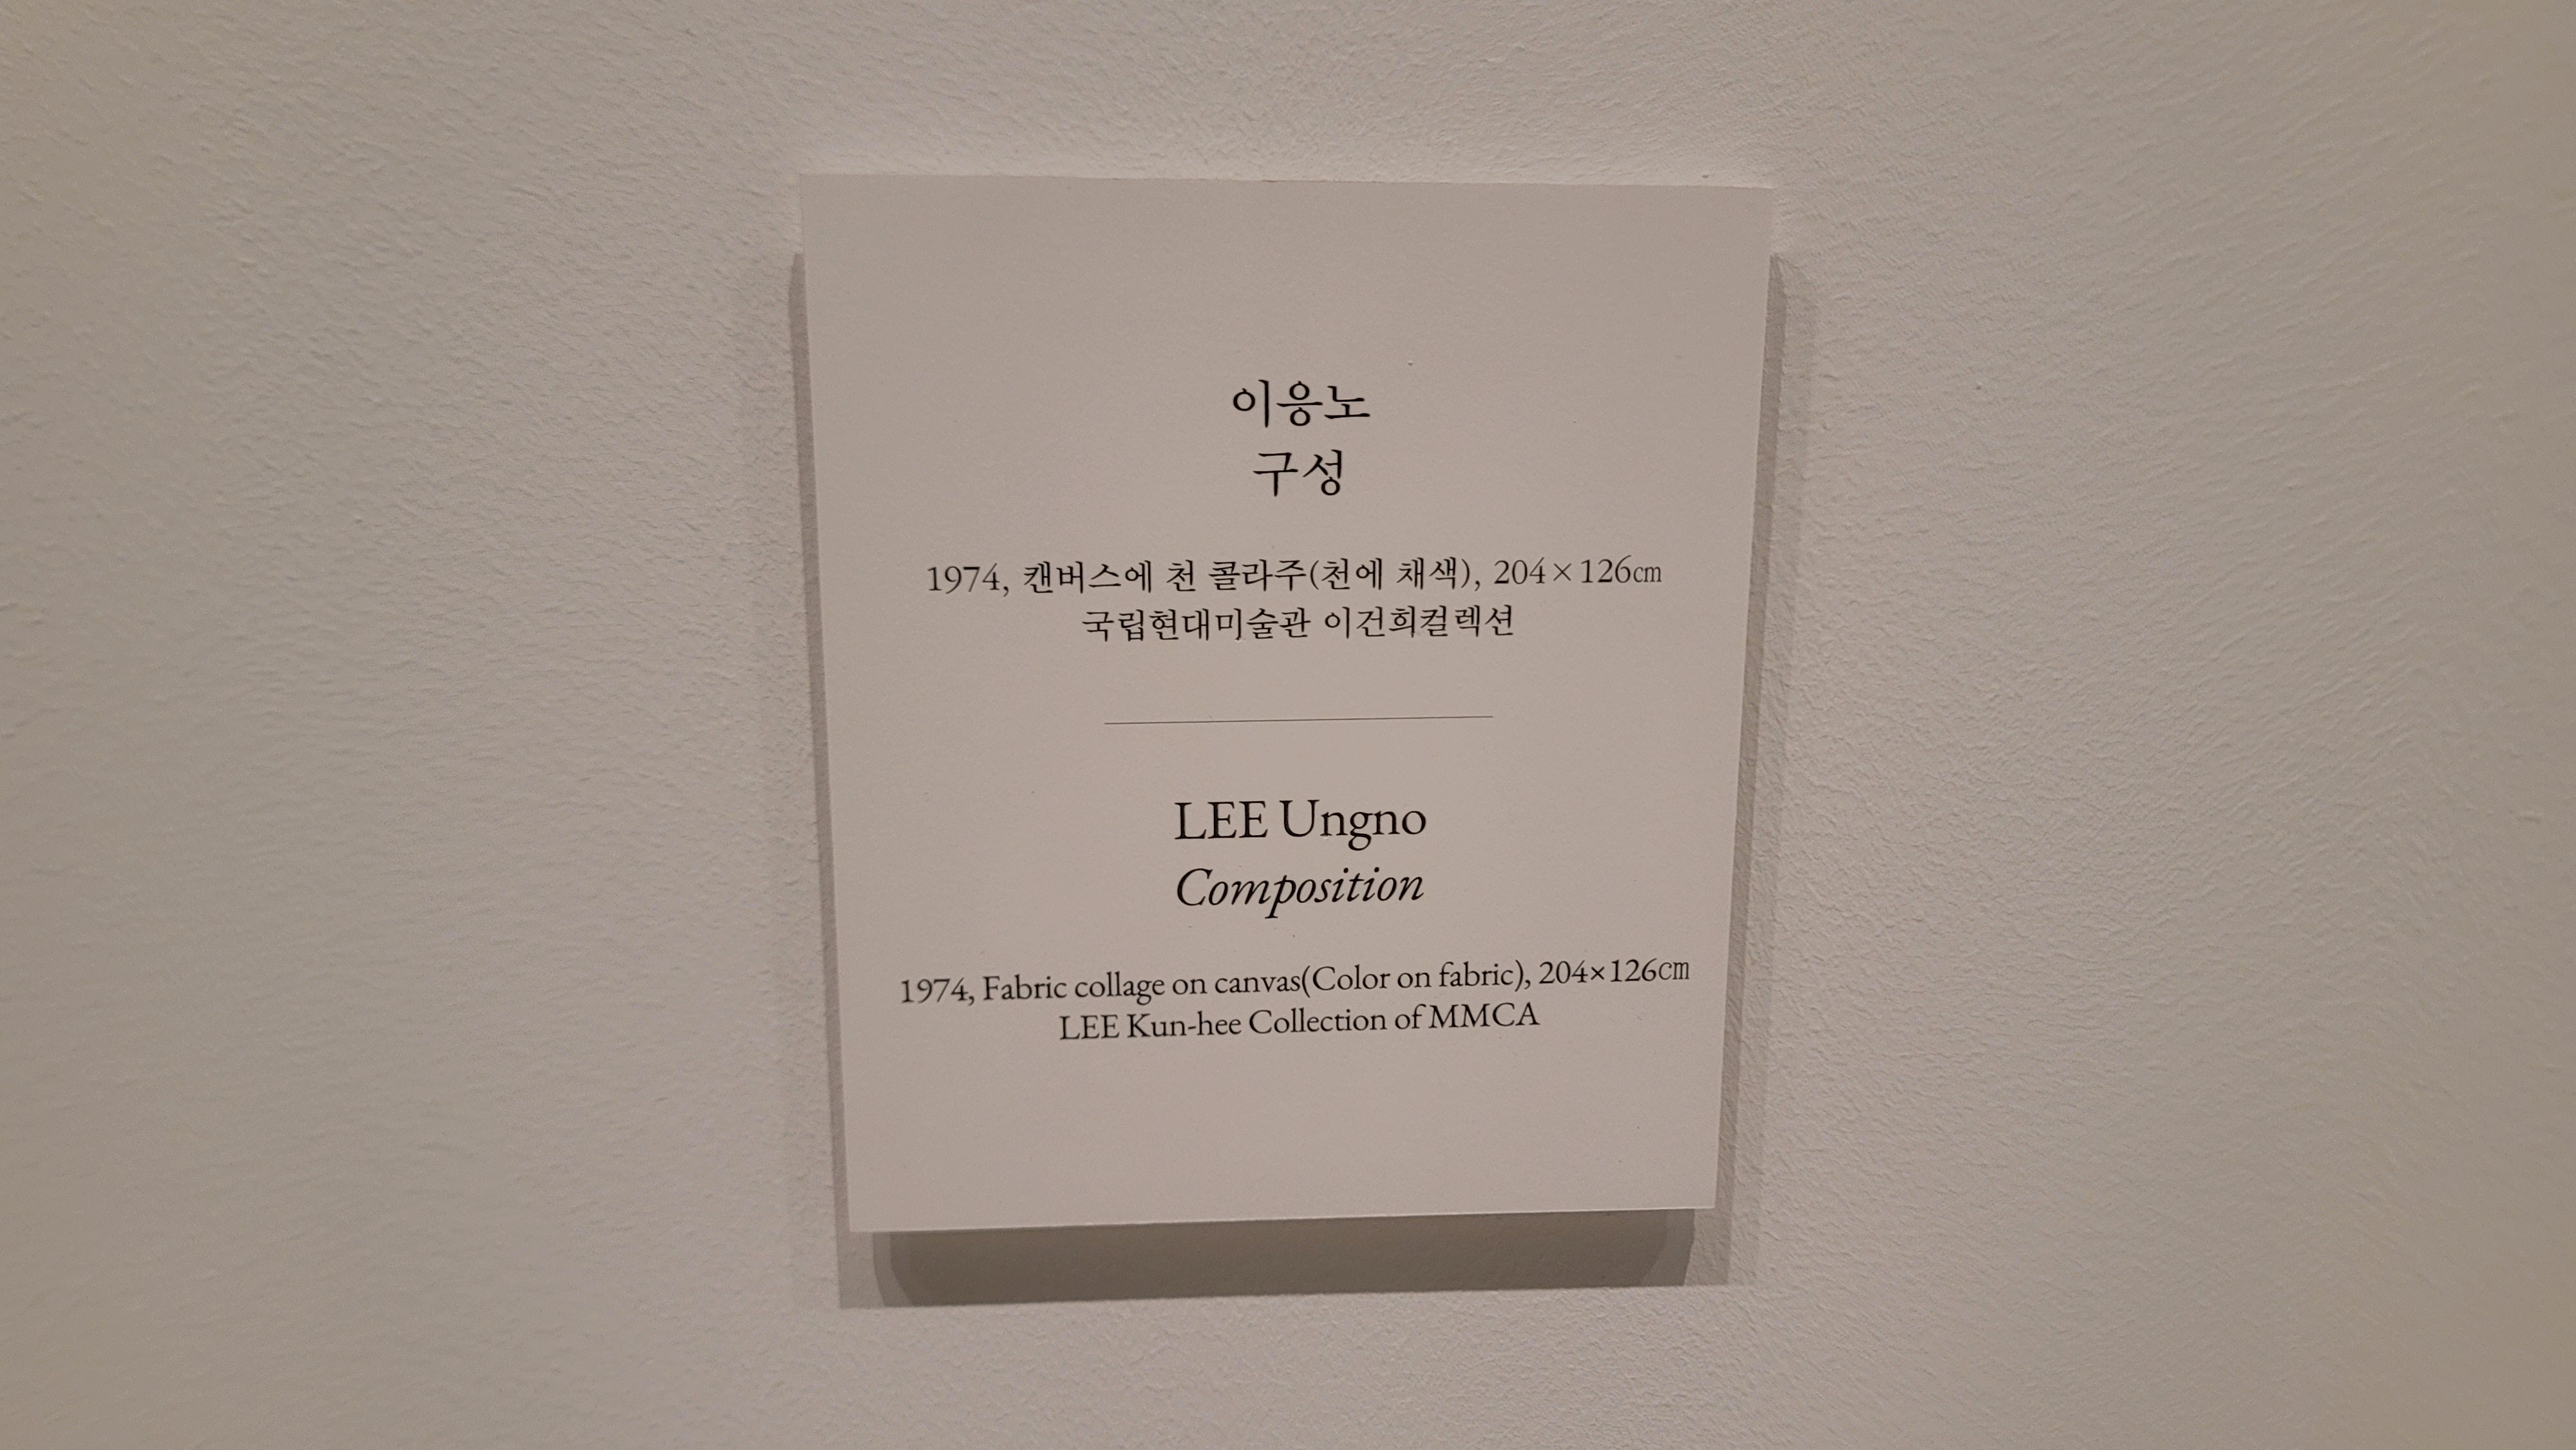 이응노
구성
1974, 캔버스에 천 콜라주(천에 채색), 204×126㎝
국립현대미술관 이건희컬렉션
LEE Ungno
Composition
1974, Fabric collage on canvas(Color on fabric), 204×126㎝
LEE Kun-hee Collection of MMCA